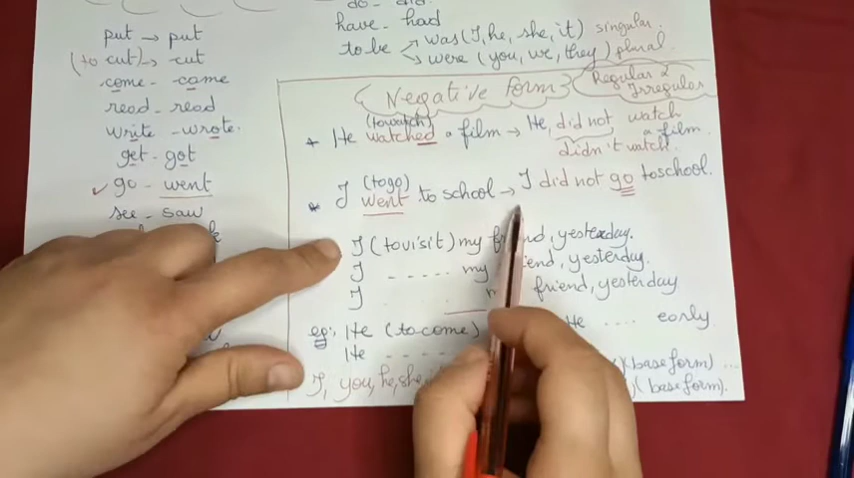 do - did.
have - had
to be was (I, he, she, it) singular.
were (you, we, they) plural.
put → put
(to cut) → cut
come - came
read - read
write - wrote.
get - got
go - went
see - saw
Negative form
Regular & Irregular
(to watch)
* He watched a film → He, did not watch a film.
didn't watch.
(to go)
* I went to school → I did not go to school.
I (to visit) my friend, yesterday.
I ..... my friend, yesterday.
I friend, yesterday
eg: He (to come) He .... early
He ....
I, you, he, she (base form) ...
(base form).